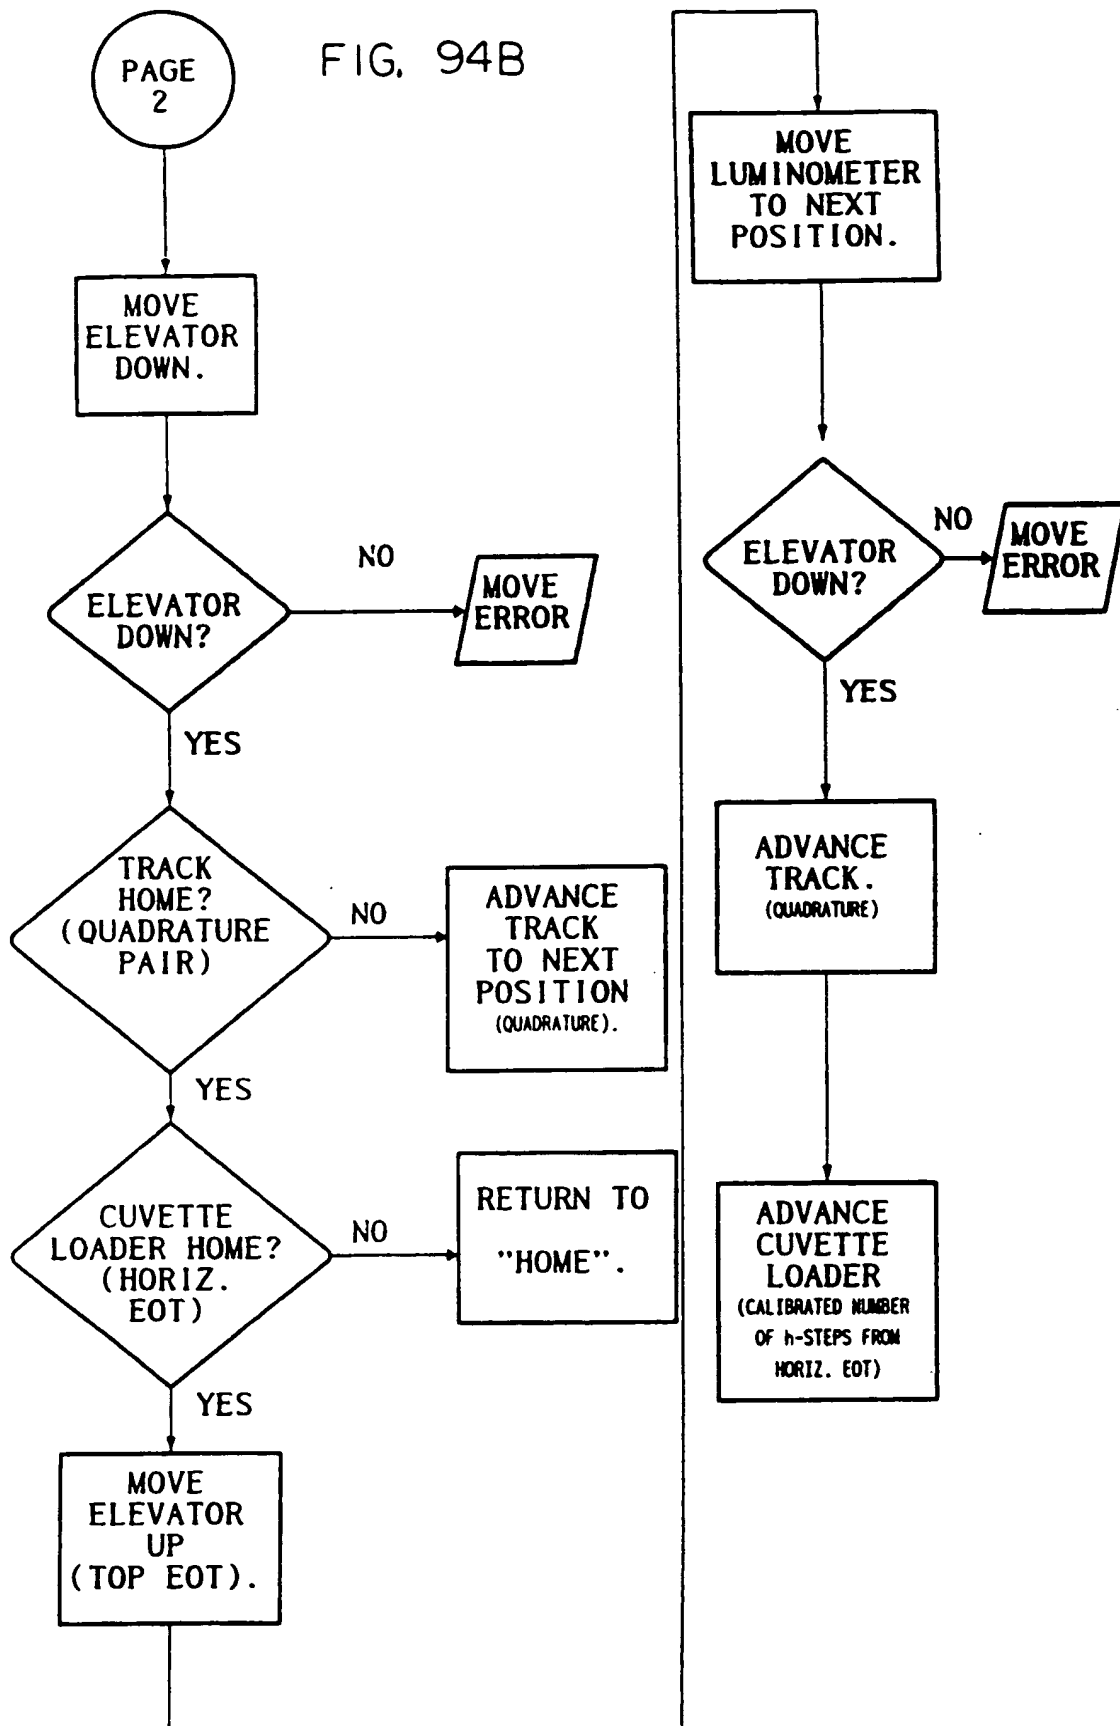 FIG. 94B
PAGE
2
MOVE
ELEVATOR
DOWN.
ELEVATOR
DOWN?
NO
MOVE
ERROR
YES
TRACK
HOME?
(QUADRATURE
PAIR)
NO
ADVANCE
TRACK
TO NEXT
POSITION
(QUADRATURE).
YES
CUVETTE
LOADER HOME?
(HORIZ.
EOT)
NO
RETURN TO
"HOME".
YES
MOVE
ELEVATOR
UP
(TOP EOT).
MOVE
LUMINOMETER
TO NEXT
POSITION.
ELEVATOR
DOWN?
NO
MOVE
ERROR
YES
ADVANCE
TRACK.
(QUADRATURE)
ADVANCE
CUVETTE
LOADER
(CALIBRATED NUMBER
OF h-STEPS FROM
HORIZ. EOT)